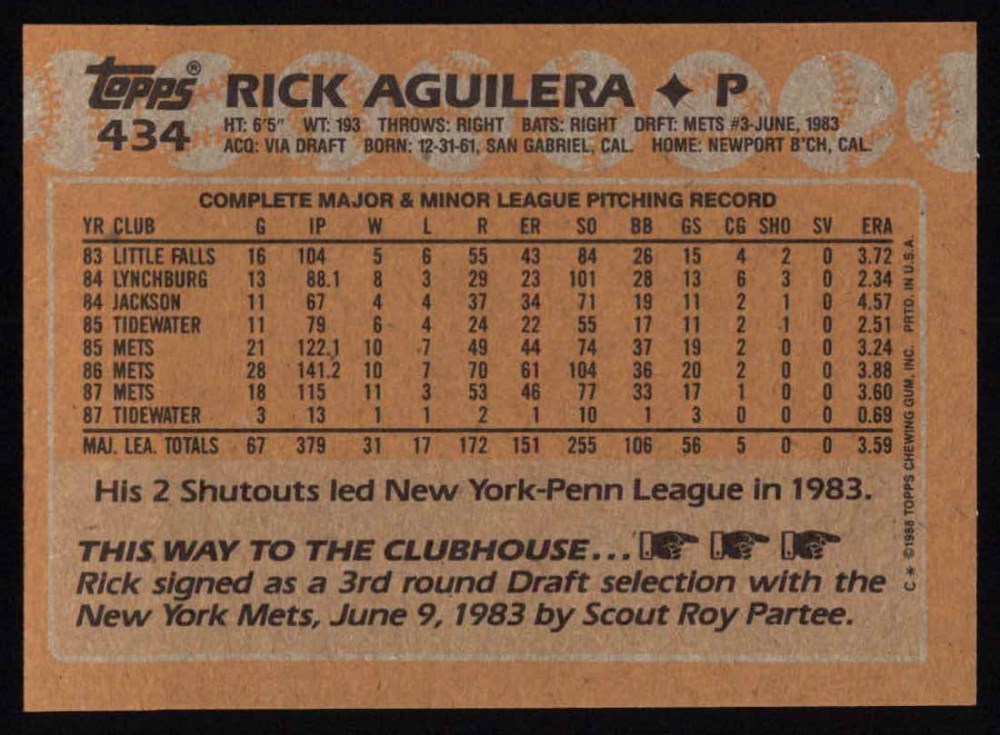 topps® RICK AGUILERA ✦ P
434 HT: 6'5" WT: 193 THROWS: RIGHT BATS: RIGHT DRFT: METS #3-JUNE, 1983
ACQ: VIA DRAFT BORN: 12-31-61, SAN GABRIEL, CAL. HOME: NEWPORT B'CH, CAL.
COMPLETE MAJOR & MINOR LEAGUE PITCHING RECORD
YR CLUB G IP W L R ER SO BB GS CG SHO SV ERA
83 LITTLE FALLS 16 104 5 6 55 43 84 26 15 4 2 0 3.72
84 LYNCHBURG 13 88.1 8 3 29 23 101 28 13 6 3 0 2.34
84 JACKSON 11 67 4 4 37 34 71 19 11 2 1 0 4.57
85 TIDEWATER 11 79 6 4 24 22 55 17 11 2 1 0 2.51
85 METS 21 122.1 10 7 49 44 74 37 19 2 0 0 3.24
86 METS 28 141.2 10 7 70 61 104 36 20 2 0 0 3.88
87 METS 18 115 11 3 53 46 77 33 17 1 0 0 3.60
87 TIDEWATER 3 13 1 1 2 1 10 1 3 0 0 0 0.69
MAJ. LEA. TOTALS 67 379 31 17 172 151 255 106 56 5 0 0 3.59
His 2 Shutouts led New York-Penn League in 1983.
THIS WAY TO THE CLUBHOUSE...
Rick signed as a 3rd round Draft selection with the
New York Mets, June 9, 1983 by Scout Roy Partee.
C * ©1988 TOPPS CHEWING GUM, INC. PRTD. IN U.S.A.